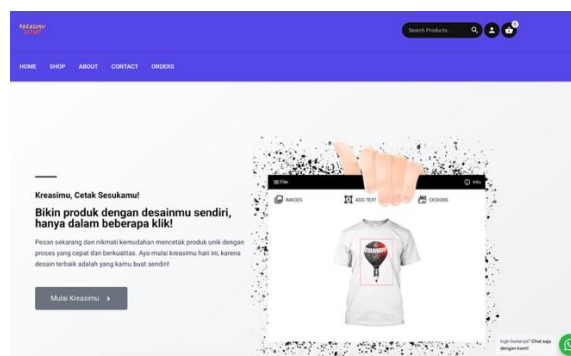 KREASIMU
CETAK
Search Products...
0
HOME SHOP ABOUT CONTACT ORDERS
Kreasimu, Cetak Sesukamu!
Bikin produk dengan desainmu sendiri,
hanya dalam beberapa klik!
Pesan sekarang dan nikmati kemudahan mencetak produk unik dengan
proses yang cepat dan berkualitas. Ayo mulai kreasimu hari ini, karena
desain terbaik adalah yang kamu buat sendiri!
Mulai Kreasimu
File
Info
IMAGES ADD TEXT DESIGNS
Ingin bertanya? Chat saja
dengan kami!